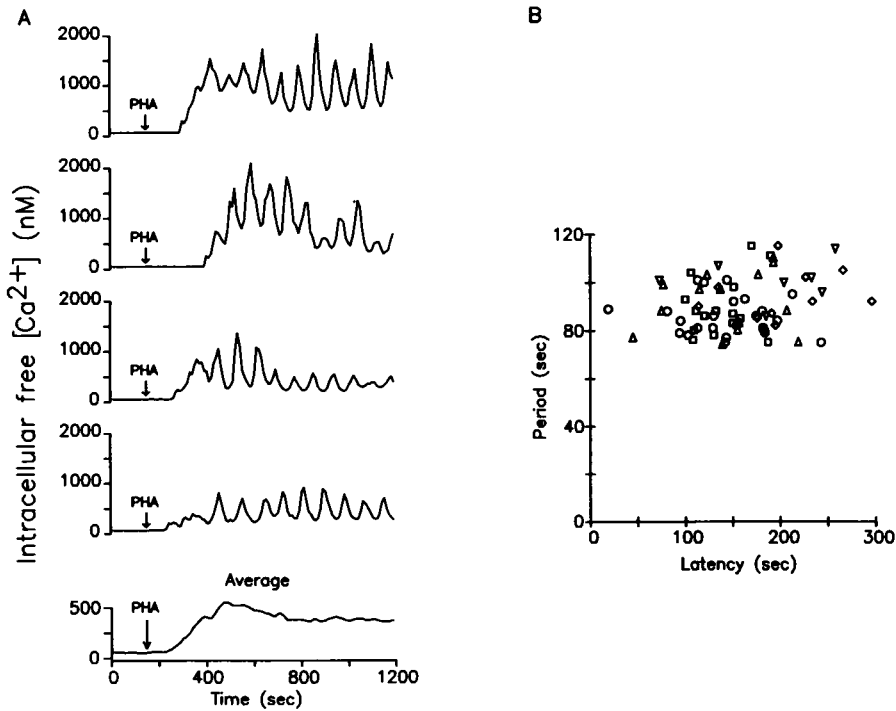 A
B
Intracellular free [Ca2+] (nM)
2000
1000
0
PHA
2000
1000
0
PHA
2000
1000
0
PHA
2000
1000
0
PHA
Average
500
0
PHA
0 400 800 1200
Time (sec)
Period (sec)
120
80
40
0
0 100 200 300
Latency (sec)